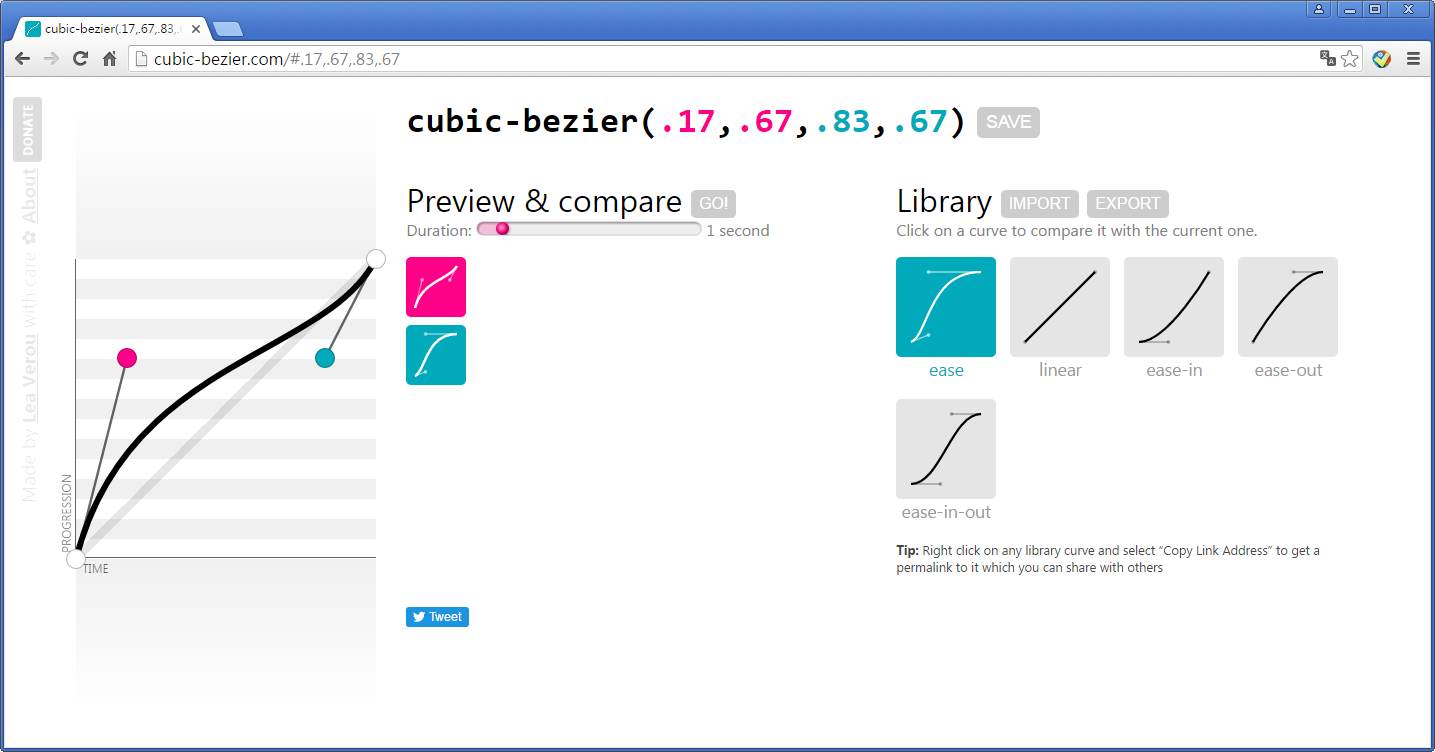 cubic-bezier(.17,.67,.83,.6
cubic-bezier.com/#.17,.67,.83,.67
DONATE
Made by Lea Verou with care ✿ About
cubic-bezier(.17,.67,.83,.67) SAVE
Preview & compare GO!
Duration: 1 second
Library IMPORT EXPORT
Click on a curve to compare it with the current one.
ease linear ease-in ease-out
ease-in-out
Tip: Right click on any library curve and select “Copy Link Address” to get a
permalink to it which you can share with others
PROGRESSION
TIME
Tweet